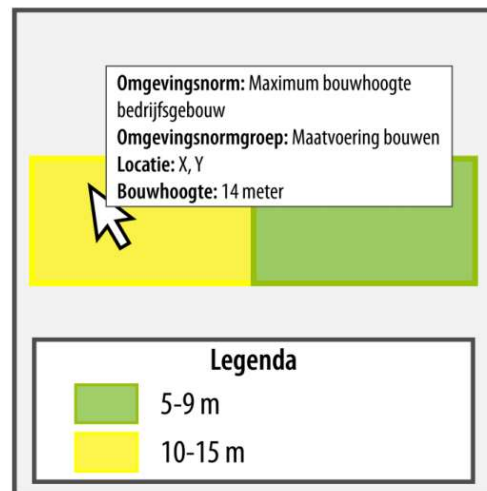 Omgevingsnorm: Maximum bouwhoogte
bedrijfsgebouw
Omgevingsnormgroep: Maatvoering bouwen
Locatie: X, Y
Bouwhoogte: 14 meter
Legenda
5-9 m
10-15 m